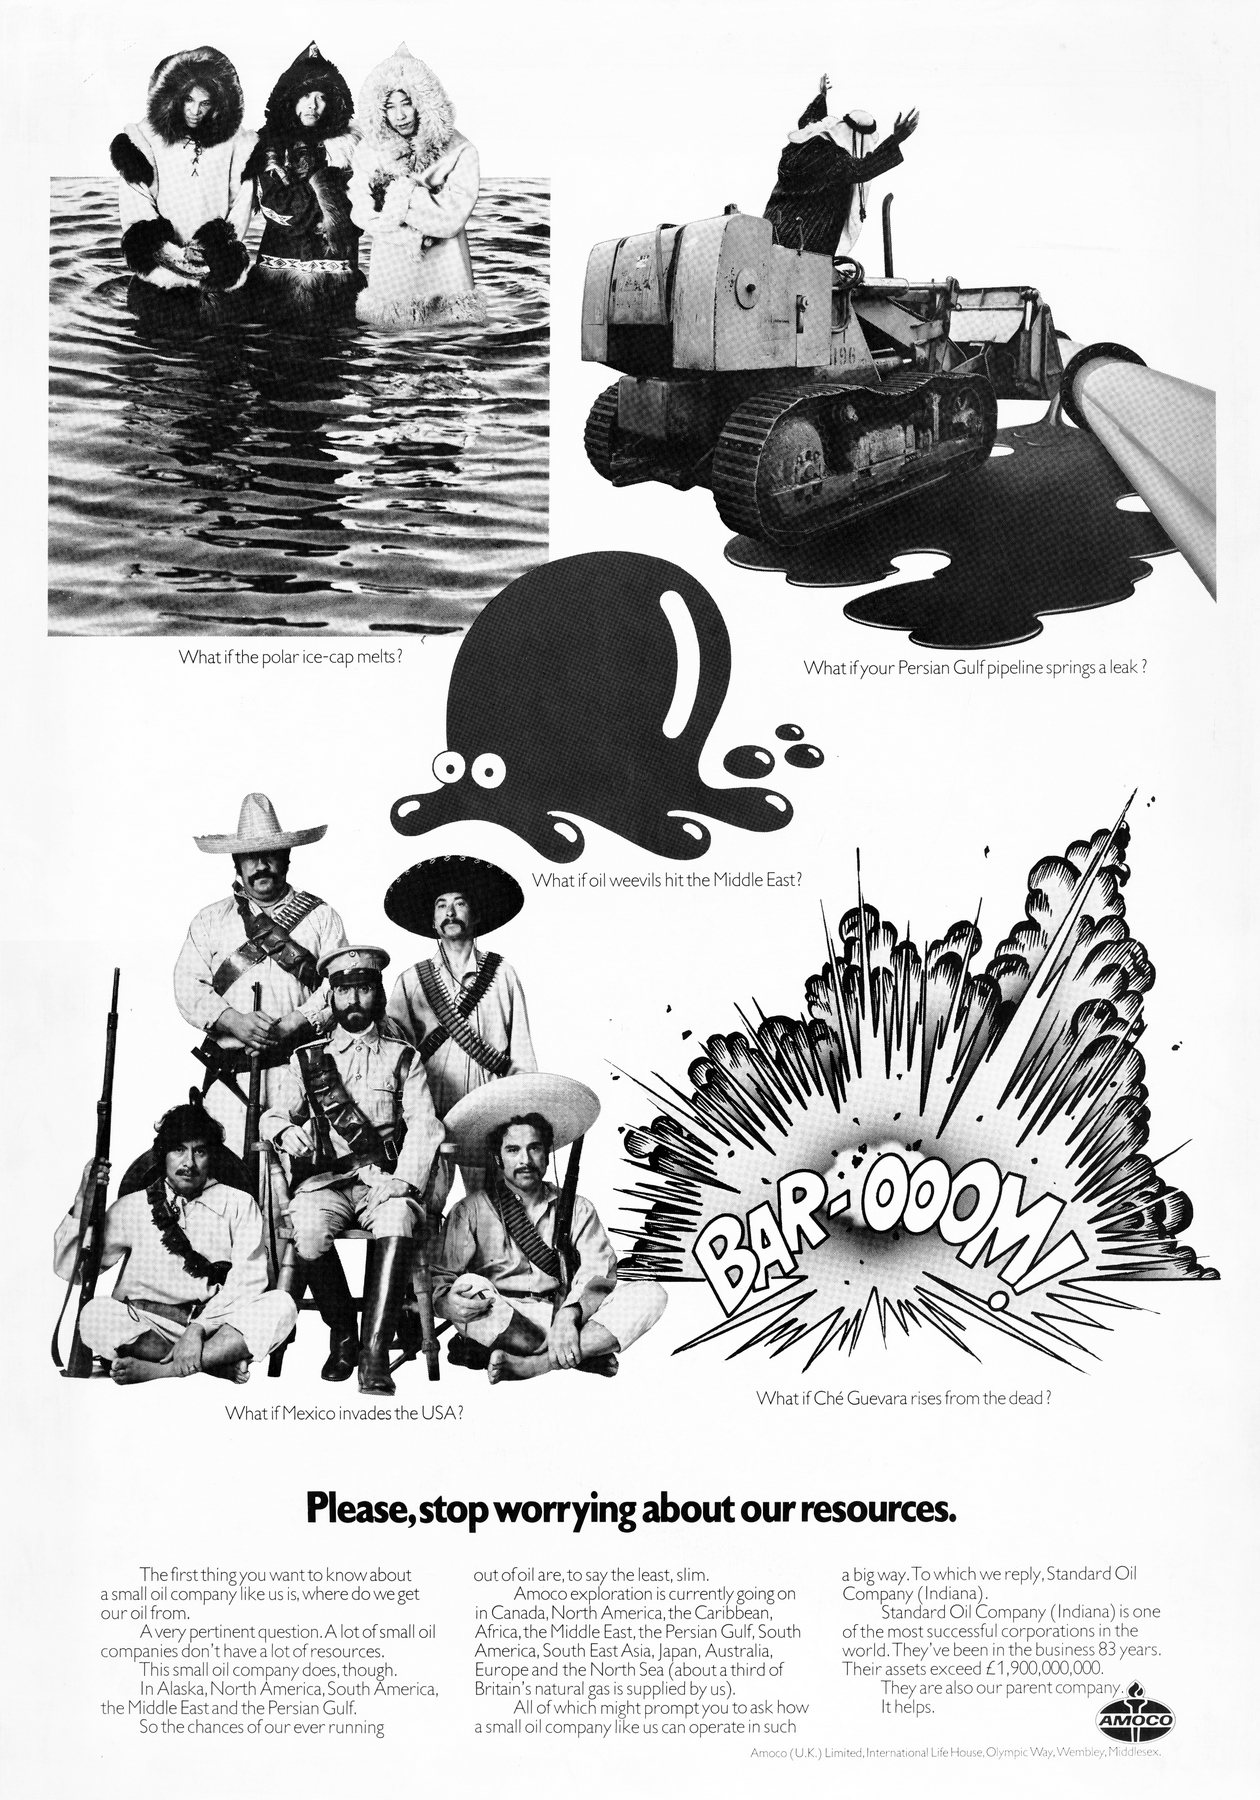 What if the polar ice-cap melts?
1196
What if your Persian Gulf pipeline springs a leak?
What if oil weevils hit the Middle East?
BAR-OOOM!
What if Mexico invades the USA?
What if Ché Guevara rises from the dead?
Please, stop worrying about our resources.
The first thing you want to know about
a small oil company like us is, where do we get
our oil from.
A very pertinent question. A lot of small oil
companies don't have a lot of resources.
This small oil company does, though.
In Alaska, North America, South America,
the Middle East and the Persian Gulf.
So the chances of our ever running
out of oil are, to say the least, slim.
Amoco exploration is currently going on
in Canada, North America, the Caribbean,
Africa, the Middle East, the Persian Gulf, South
America, South East Asia, Japan, Australia,
Europe and the North Sea (about a third of
Britain's natural gas is supplied by us).
All of which might prompt you to ask how
a small oil company like us can operate in such
a big way. To which we reply, Standard Oil
Company (Indiana).
Standard Oil Company (Indiana) is one
of the most successful corporations in the
world. They've been in the business 83 years.
Their assets exceed £1,900,000,000.
They are also our parent company.
It helps.
AMOCO
Amoco (U.K.) Limited, International Life House, Olympic Way, Wembley, Middlesex.